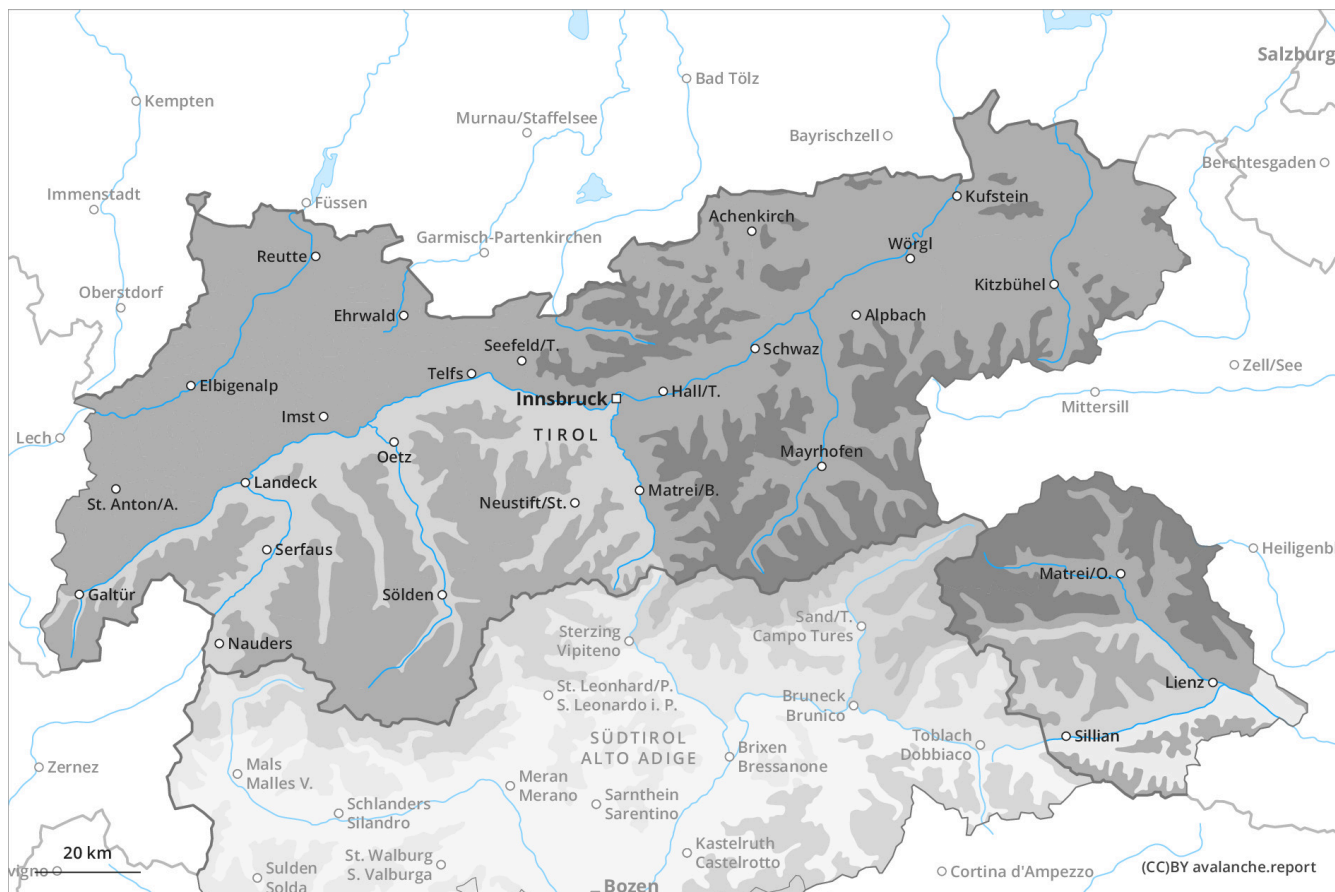 Salzburg
Bad Tölz
Kempten
Murnau/Staffelsee
Bayrischzell
Berchtesgaden
Immenstadt
Füssen
Kufstein
Achenkirch
Garmisch-Partenkirchen
Wörgl
Reutte
Oberstdorf
Kitzbühel
Ehrwald
Alpbach
Seefeld/T.
Schwaz
Zell/See
Telfs
Elbigenalp
Innsbruck
Hall/T.
Mittersill
Imst
Lech
TIROL
Oetz
Mayrhofen
Landeck
Matrei/B.
St. Anton/A.
Neustift/St.
Serfaus
Heiligenb
Matrei/O.
Galtür
Sölden
Sand/T.
Campo Tures
Sterzing
Vipiteno
Nauders
Lienz
St. Leonhard/P.
S. Leonardo i. P.
Bruneck
Brunico
SÜDTIROL
ALTO ADIGE
Toblach
Dobbiaco
Sillian
Brixen
Bressanone
Zernez
Mals
Malles V.
Meran
Merano
Schlanders
Silandro
Sarnthein
Sarentino
Kastelruth
Castelrotto
20 km
vigno
St. Walburg
S. Valburga
Sulden
Solda
Cortina d'Ampezzo
(CC)BY avalanche.report
Bozen